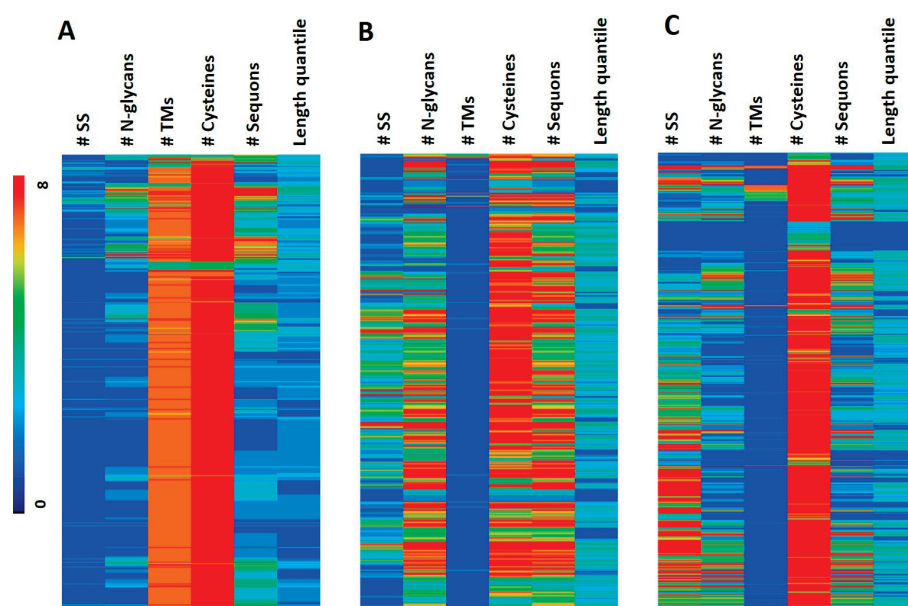 A
# SS
# N-glycans
# TMs
# Cysteines
# Sequons
Length quantile
B
# SS
# N-glycans
# TMs
# Cysteines
# Sequons
Length quantile
C
# SS
# N-glycans
# TMs
# Cysteines
# Sequons
Length quantile
8
0